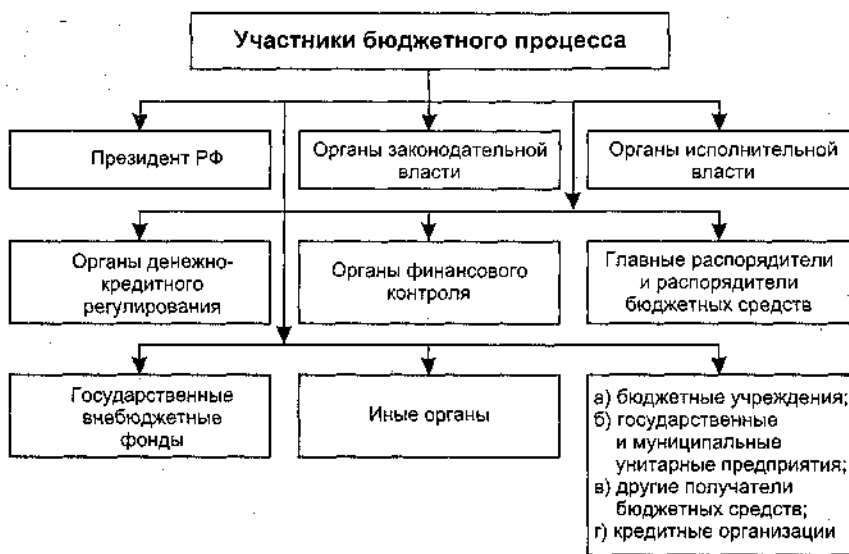 Участники бюджетного процесса
Президент РФ
Органы законодательной
власти
Органы исполнительной
власти
Органы денежно-
кредитного
регулирования
Органы финансового
контроля
Главные распорядители
и распорядители
бюджетных средств
Государственные
внебюджетные
фонды
Иные органы
а) бюджетные учреждения;
б) государственные
и муниципальные
унитарные предприятия;
в) другие получатели
бюджетных средств;
г) кредитные организации